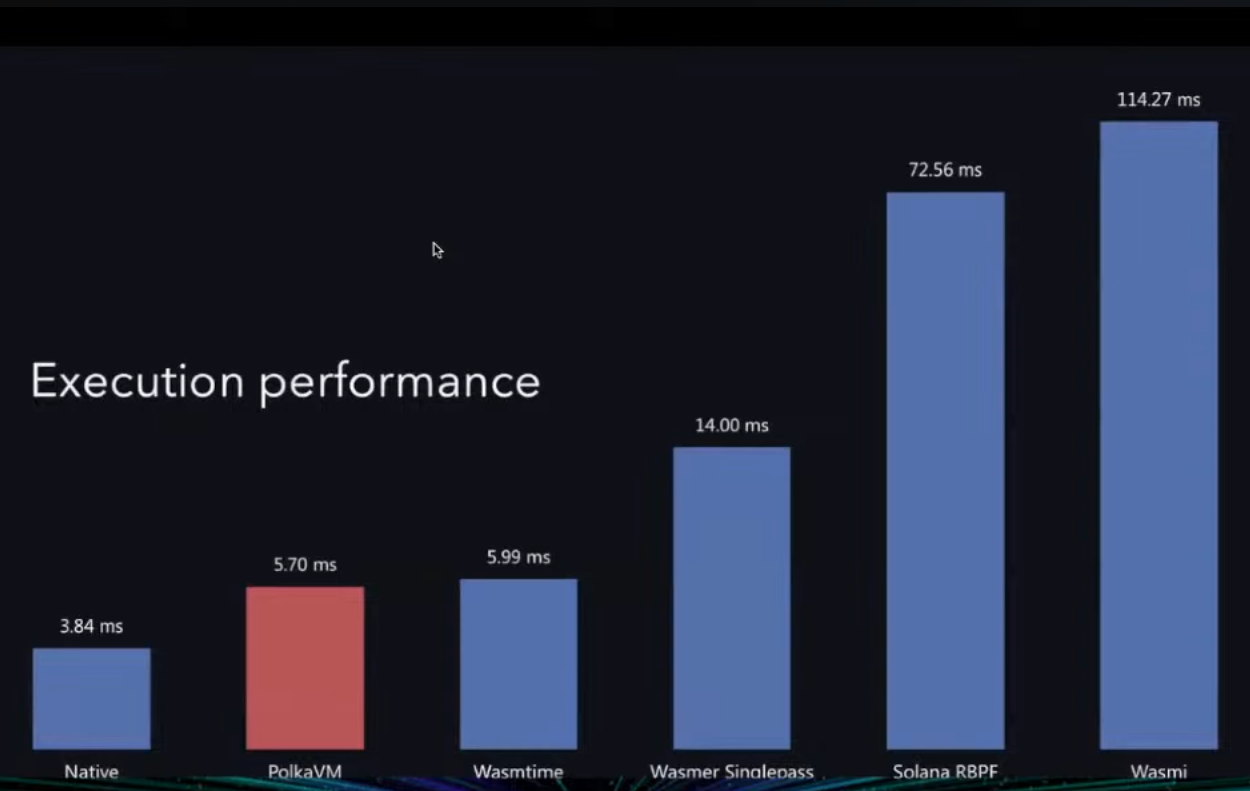 114.27 ms
72.56 ms
Execution performance
14.00 ms
5.99 ms
5.70 ms
3.84 ms
Native
PolkaVM
Wasmtime
Wasmer Singlepass
Solana RBPF
Wasmi